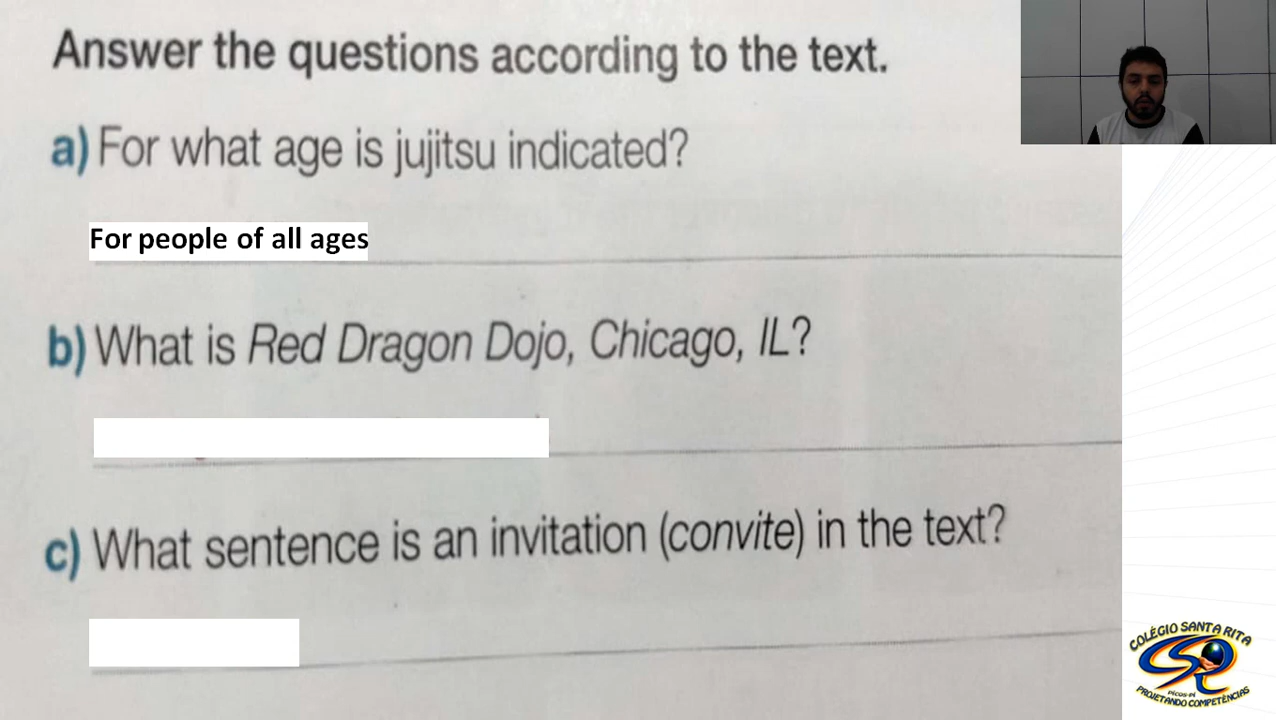 Answer the questions according to the text.
a) For what age is jujitsu indicated?
For people of all ages
b) What is Red Dragon Dojo, Chicago, IL?
c) What sentence is an invitation (convite) in the text?
COLÉGIO SANTA RITA
PICOS-PI
PROJETANDO COMPETÊNCIAS